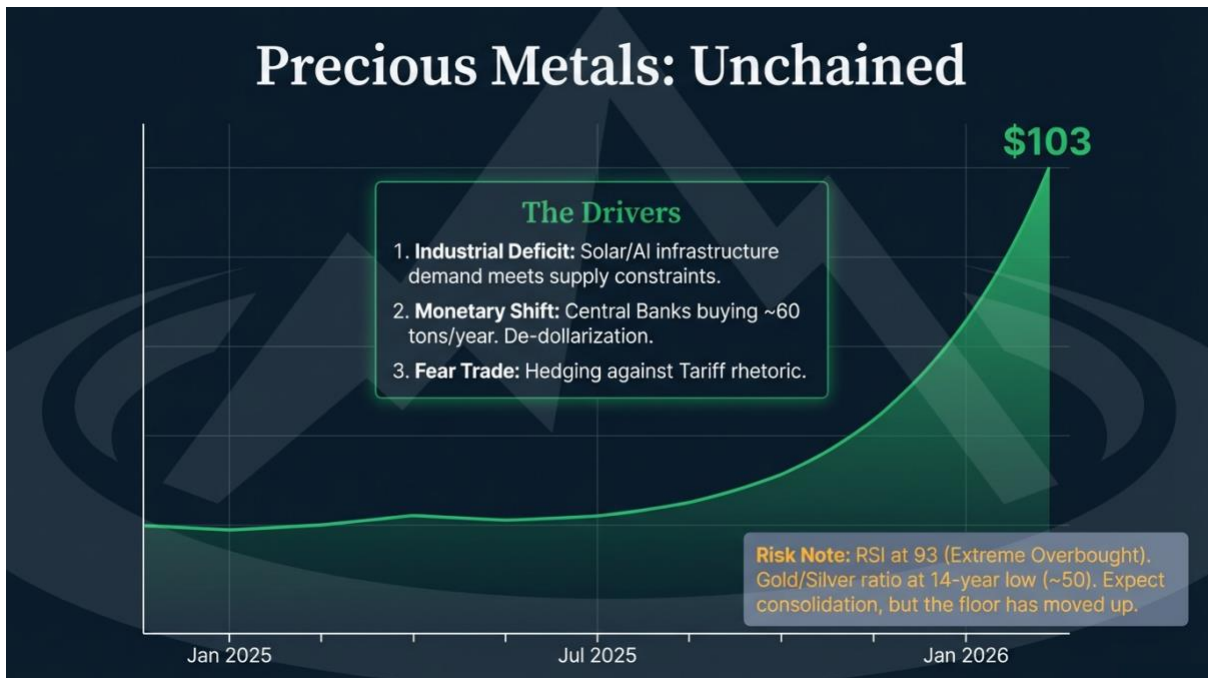 Precious Metals: Unchained
$103
The Drivers
1. Industrial Deficit: Solar/AI infrastructure
demand meets supply constraints.
2. Monetary Shift: Central Banks buying ~60
tons/year. De-dollarization.
3. Fear Trade: Hedging against Tariff rhetoric.
Risk Note: RSI at 93 (Extreme Overbought).
Gold/Silver ratio at 14-year low (~50). Expect
consolidation, but the floor has moved up.
Jan 2025
Jul 2025
Jan 2026